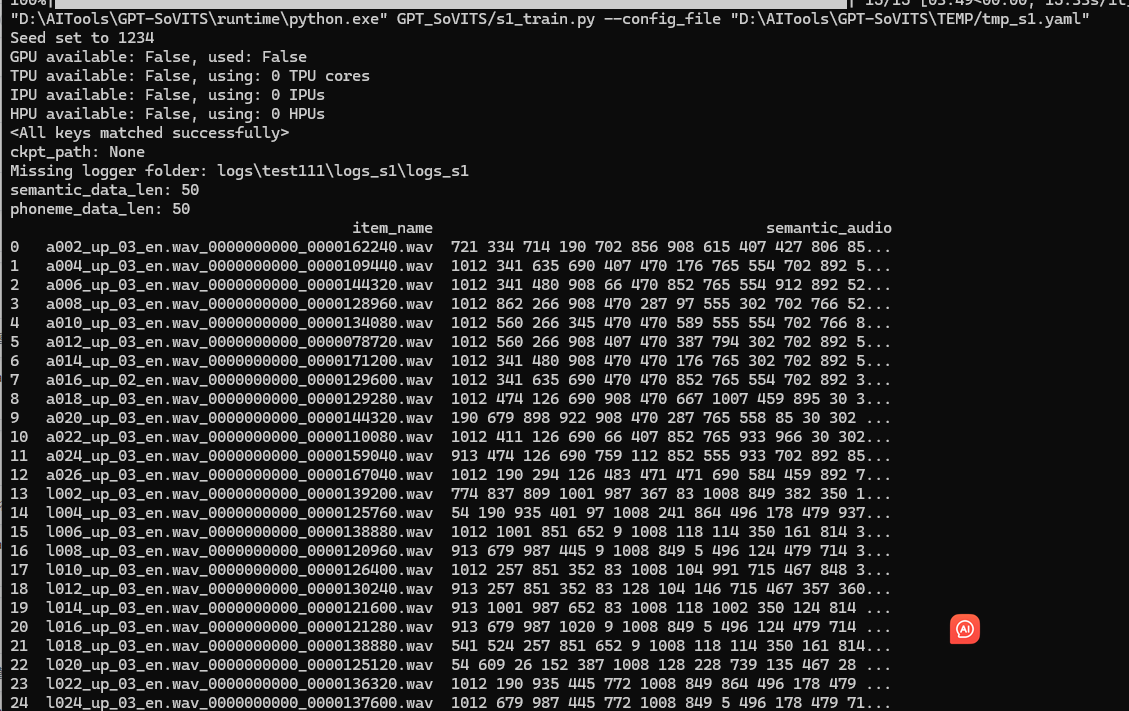 "D:\AITools\GPT-SoVITS\runtime\python.exe" GPT_SoVITS/s1_train.py --config_file "D:\AITools\GPT-SoVITS\TEMP/tmp_s1.yaml"
Seed set to 1234
GPU available: False, used: False
TPU available: False, using: 0 TPU cores
IPU available: False, using: 0 IPUs
HPU available: False, using: 0 HPUs
<All keys matched successfully>
ckpt_path: None
Missing logger folder: logs\test111\logs_s1\logs_s1
semantic_data_len: 50
phoneme_data_len: 50
item_name semantic_audio
0 a002_up_03_en.wav_0000000000_0000162240.wav 721 334 714 190 702 856 908 615 407 427 806 85...
1 a004_up_03_en.wav_0000000000_0000109440.wav 1012 341 635 690 407 470 176 765 554 702 892 5...
2 a006_up_03_en.wav_0000000000_0000144320.wav 1012 341 480 908 66 470 852 765 554 912 892 52...
3 a008_up_03_en.wav_0000000000_0000128960.wav 1012 862 266 908 470 287 97 555 302 702 766 52...
4 a010_up_03_en.wav_0000000000_0000134080.wav 1012 560 266 345 470 470 589 555 554 702 766 8...
5 a012_up_03_en.wav_0000000000_0000078720.wav 1012 560 266 908 407 470 387 794 302 702 892 5...
6 a014_up_03_en.wav_0000000000_0000171200.wav 1012 341 480 908 470 470 176 765 302 702 892 5...
7 a016_up_02_en.wav_0000000000_0000129600.wav 1012 341 635 690 470 470 852 765 554 702 892 3...
8 a018_up_03_en.wav_0000000000_0000129280.wav 1012 474 126 690 908 470 667 1007 459 895 30 3...
9 a020_up_03_en.wav_0000000000_0000144320.wav 190 679 898 922 908 470 287 765 558 85 30 302 ...
10 a022_up_03_en.wav_0000000000_0000110080.wav 1012 411 126 690 66 407 852 765 933 966 30 302...
11 a024_up_03_en.wav_0000000000_0000159040.wav 913 474 126 690 759 112 852 555 933 702 892 85...
12 a026_up_03_en.wav_0000000000_0000167040.wav 1012 190 294 126 483 471 471 690 584 459 892 7...
13 l002_up_03_en.wav_0000000000_0000139200.wav 774 837 809 1001 987 367 83 1008 849 382 350 1...
14 l004_up_03_en.wav_0000000000_0000125760.wav 54 190 935 401 97 1008 241 864 496 178 479 937...
15 l006_up_03_en.wav_0000000000_0000138880.wav 1012 1001 851 652 9 1008 118 114 350 161 814 3...
16 l008_up_03_en.wav_0000000000_0000120960.wav 913 679 987 445 9 1008 849 5 496 124 479 714 3...
17 l010_up_03_en.wav_0000000000_0000126400.wav 1012 257 851 352 83 1008 104 991 715 467 848 3...
18 l012_up_03_en.wav_0000000000_0000130240.wav 913 257 851 352 83 128 104 146 715 467 357 360...
19 l014_up_03_en.wav_0000000000_0000121600.wav 913 1001 987 652 83 1008 118 1002 350 124 814 ...
20 l016_up_03_en.wav_0000000000_0000121280.wav 913 679 987 1020 9 1008 849 5 496 124 479 714 ...
21 l018_up_03_en.wav_0000000000_0000138880.wav 541 524 257 851 652 9 1008 118 114 350 161 814...
22 l020_up_03_en.wav_0000000000_0000125120.wav 54 609 26 152 387 1008 128 228 739 135 467 28 ...
23 l022_up_03_en.wav_0000000000_0000136320.wav 1012 190 935 445 772 1008 849 864 496 178 479 ...
24 l024_up_03_en.wav_0000000000_0000137600.wav 1012 679 987 445 772 1008 849 5 496 178 479 71...
AI